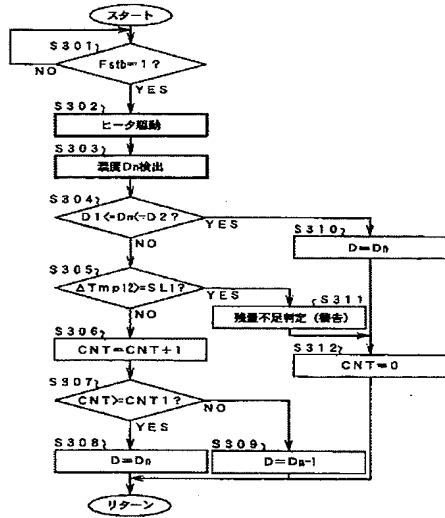 スタート
S301
Fstb=1?
NO
YES
S302
ヒータ駆動
S303
濃度Dn検出
S304
D1<=Dn<=D2?
YES
NO
S310
D=Dn
S305
ΔTmp12>=SL1?
YES
NO
S311
残量不足判定(警告)
S306
CNT=CNT+1
S312
CNT=0
S307
CNT>=CNT1?
NO
YES
S308
D=Dn
S309
D=Dn-1
リターン